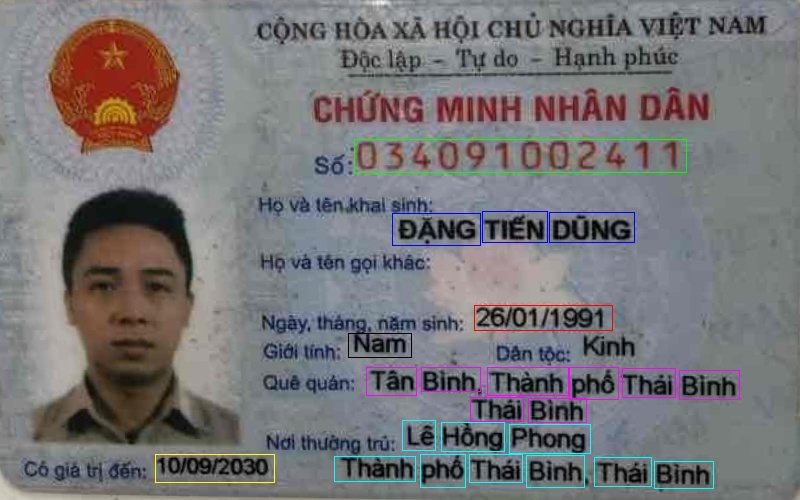 CỘNG HÒA XÃ HỘI CHỦ NGHĨA VIỆT NAM
Độc lập - Tự do - Hạnh phúc
CHỨNG MINH NHÂN DÂN
Số: 034091002411
Họ và tên khai sinh:
ĐẶNG TIẾN DŨNG
Họ và tên gọi khác:
Ngày, tháng, năm sinh: 26/01/1991
Giới tính: Nam Dân tộc: Kinh
Quê quán: Tân Bình, Thành phố Thái Bình
Thái Bình
Nơi thường trú: Lê Hồng Phong
Thành phố Thái Bình, Thái Bình
Có giá trị đến: 10/09/2030